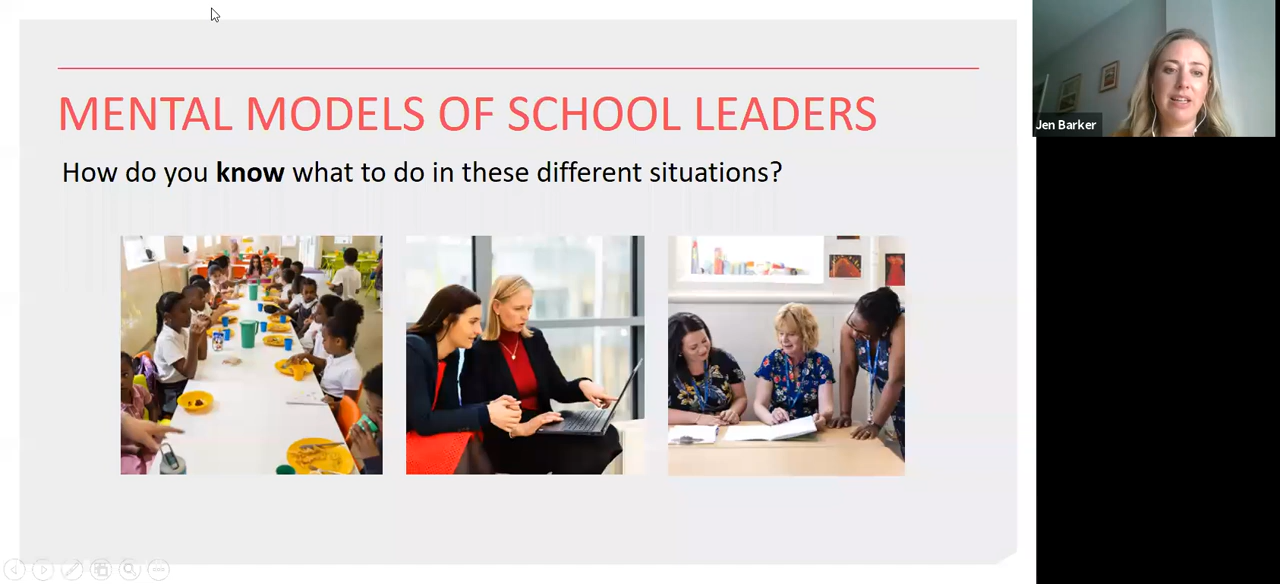 MENTAL MODELS OF SCHOOL LEADERS
How do you know what to do in these different situations?
Jen Barker